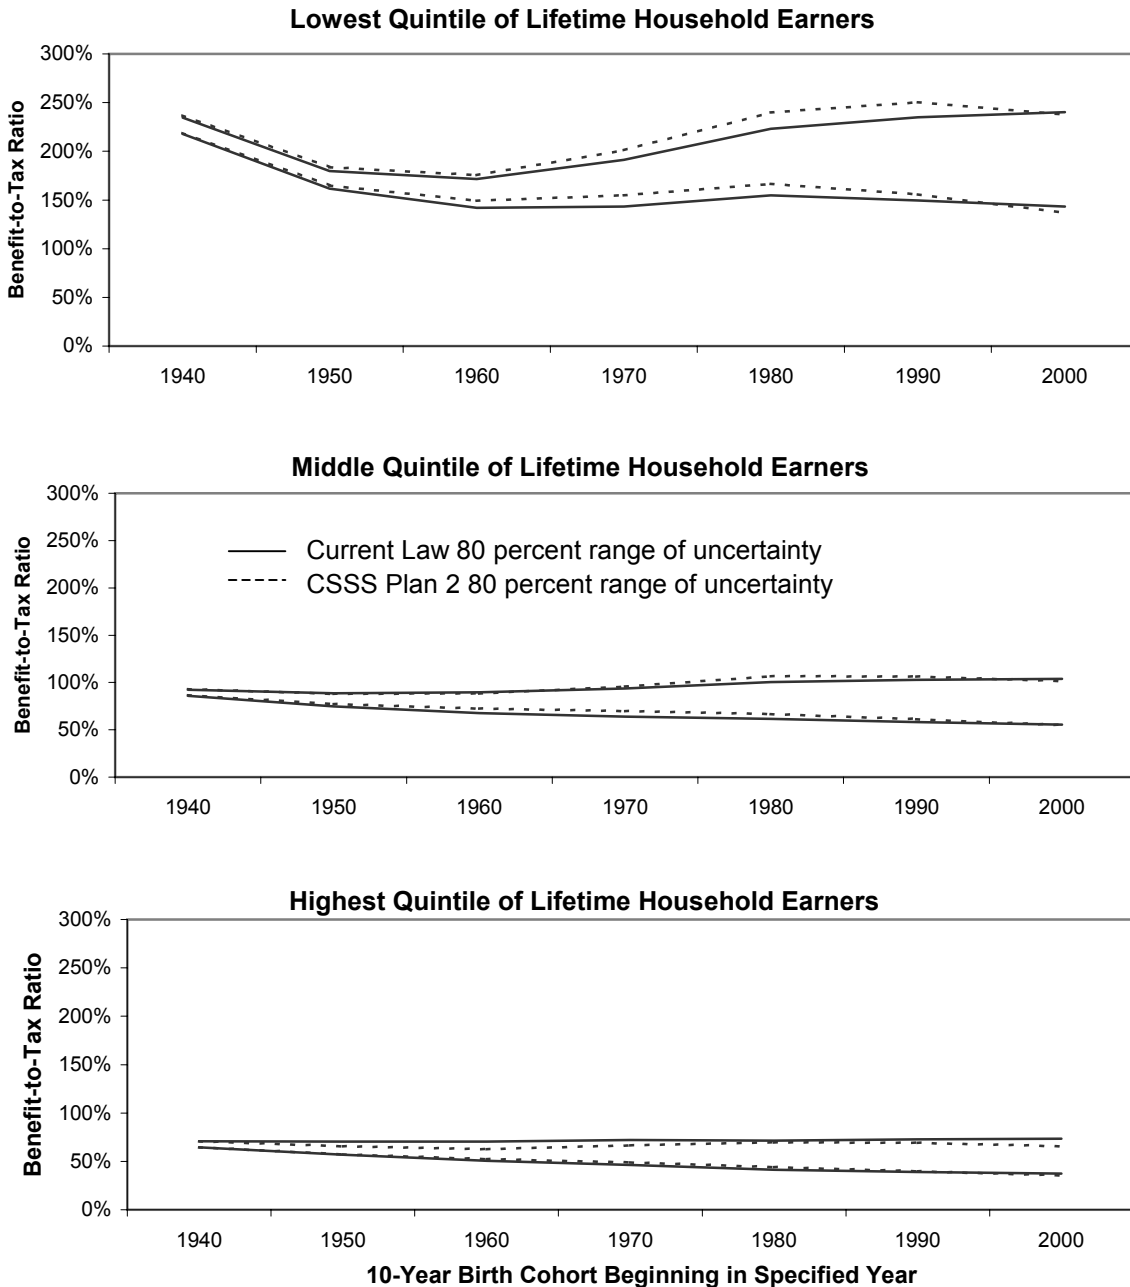 Lowest Quintile of Lifetime Household Earners
300%
250%
200%
150%
100%
50%
0%
Benefit-to-Tax Ratio
1940 1950 1960 1970 1980 1990 2000
Middle Quintile of Lifetime Household Earners
300%
250%
200%
150%
100%
50%
0%
Benefit-to-Tax Ratio
Current Law 80 percent range of uncertainty
CSSS Plan 2 80 percent range of uncertainty
1940 1950 1960 1970 1980 1990 2000
Highest Quintile of Lifetime Household Earners
300%
250%
200%
150%
100%
50%
0%
Benefit-to-Tax Ratio
1940 1950 1960 1970 1980 1990 2000
10-Year Birth Cohort Beginning in Specified Year